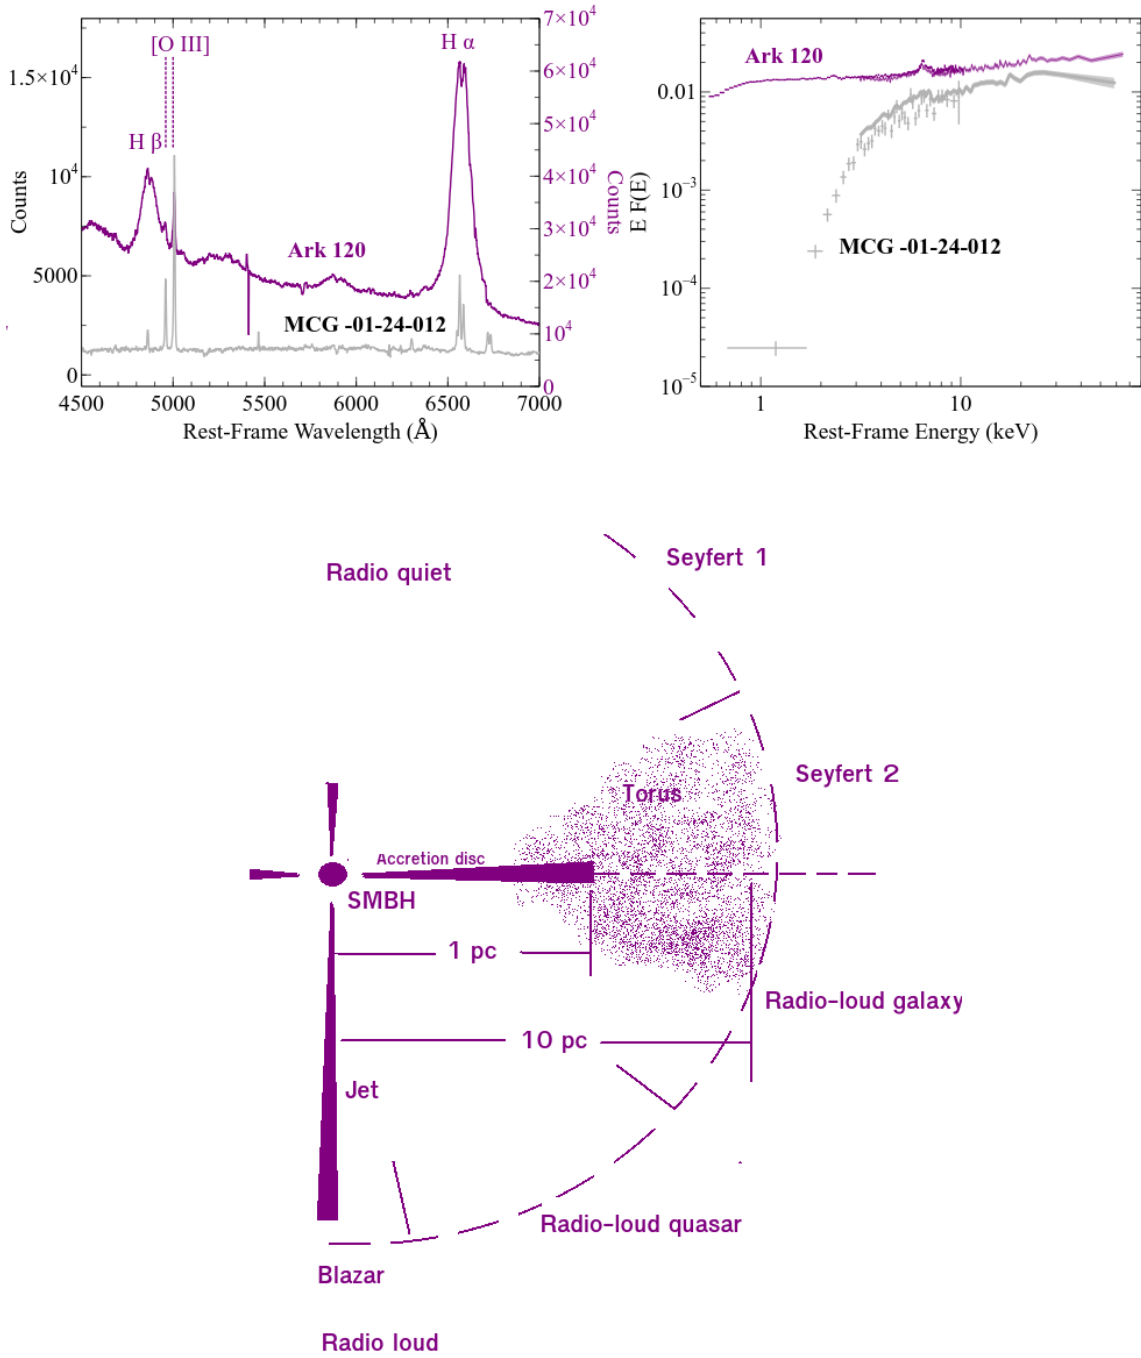 [O III]
H β
H α
Ark 120
MCG -01-24-012
1.5×10⁴
10⁴
5000
0
Counts
7×10⁴
6×10⁴
5×10⁴
4×10⁴
3×10⁴
2×10⁴
10⁴
0
Counts
4500 5000 5500 6000 6500 7000
Rest-Frame Wavelength (Å)
Ark 120
MCG -01-24-012
0.01
10⁻³
10⁻⁴
10⁻⁵
E F(E)
1 10
Rest-Frame Energy (keV)
Radio quiet
Seyfert 1
Seyfert 2
Torus
Accretion disc
SMBH
1 pc
Radio-loud galaxy
10 pc
Jet
Radio-loud quasar
Blazar
Radio loud